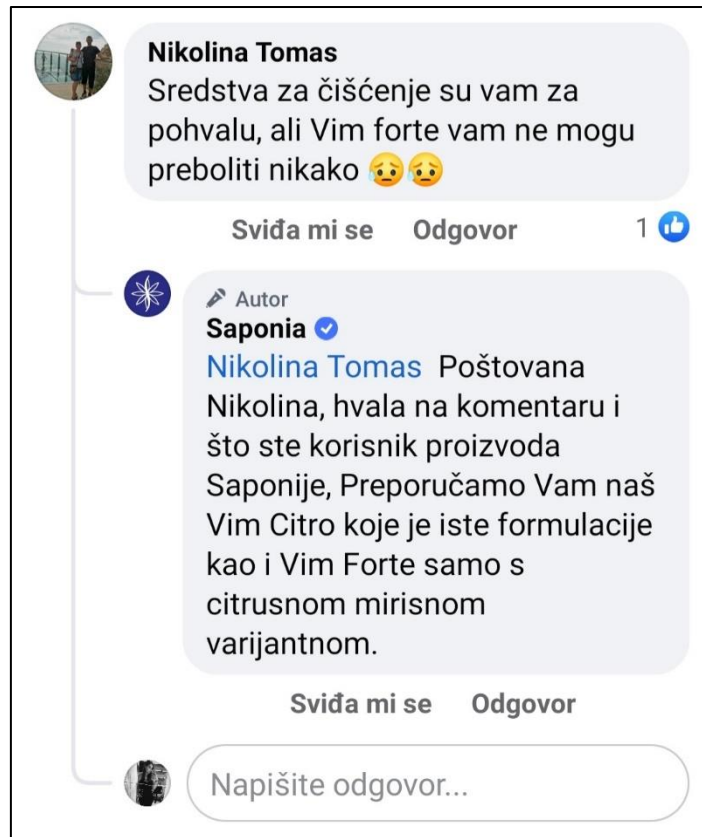 Nikolina Tomas
Sredstva za čišćenje su vam za
pohvalu, ali Vim forte vam ne mogu
preboliti nikako 😥😥
Sviđa mi se Odgovor 1
Autor
Saponia
Nikolina Tomas Poštovana
Nikolina, hvala na komentaru i
što ste korisnik proizvoda
Saponije, Preporučamo Vam naš
Vim Citro koje je iste formulacije
kao i Vim Forte samo s
citrusnom mirisnom
varijantnom.
Sviđa mi se Odgovor
Napišite odgovor...